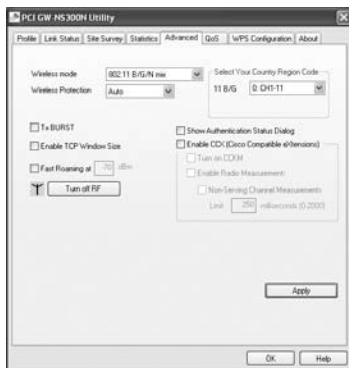 PCI GW-NS300N Utility
Profile Link Status Site Survey Statistics Advanced QoS WPS Configuration About
Wireless mode 802.11 B/G/N mix
Wireless Protection Auto
Select Your Country Region Code
11 B/G 0: CH1-11
Tx BURST
Enable TCP Window Size
Fast Roaming at -70 dBm
Turn off RF
Show Authentication Status Dialog
Enable CCX (Cisco Compatible eXtensions)
Turn on CCKM
Enable Radio Measurements
Non-Serving Channel Measurements
Limit 250 milliseconds (0-2000)
Apply
OK Help